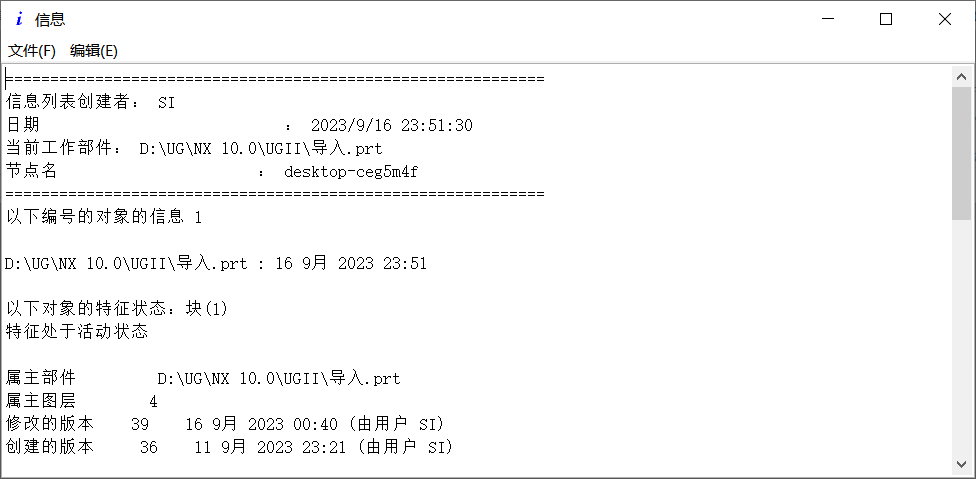 信息
文件(F) 编辑(E)
============================================================
信息列表创建者: SI
日期 : 2023/9/16 23:51:30
当前工作部件: D:\UG\NX 10.0\UGII\导入.prt
节点名 : desktop-ceg5m4f
============================================================
以下编号的对象的信息 1
D:\UG\NX 10.0\UGII\导入.prt : 16 9月 2023 23:51
以下对象的特征状态: 块(1)
特征处于活动状态
属主部件 D:\UG\NX 10.0\UGII\导入.prt
属主图层 4
修改的版本 39 16 9月 2023 00:40 (由用户 SI)
创建的版本 36 11 9月 2023 23:21 (由用户 SI)